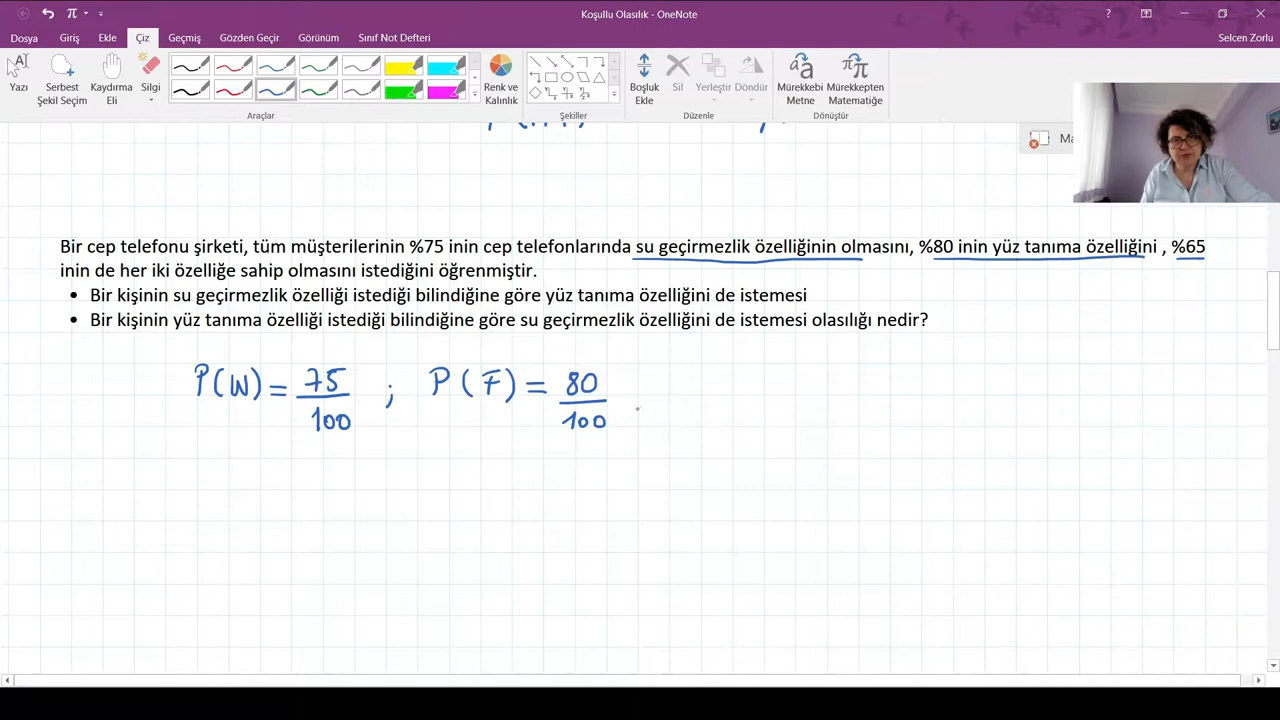 Koşullu Olasılık - OneNote
Dosya Giriş Ekle Çiz Geçmiş Gözden Geçir Görünüm Sınıf Not Defteri Selcen Zorlu
Yazı Serbest Şekil Seçim Kaydırma Eli Silgi Renk ve Kalınlık Boşluk Ekle Sil Yerleştir Döndür Mürekkebi Metne Mürekkepten Matematiğe
Araçlar Şekiller Düzenle Dönüştür
Bir cep telefonu şirketi, tüm müşterilerinin %75 inin cep telefonlarında su geçirmezlik özelliğinin olmasını, %80 inin yüz tanıma özelliğini , %65
inin de her iki özelliğe sahip olmasını istediğini öğrenmiştir.
• Bir kişinin su geçirmezlik özelliği istediği bilindiğine göre yüz tanıma özelliğini de istemesi
• Bir kişinin yüz tanıma özelliği istediği bilindiğine göre su geçirmezlik özelliğini de istemesi olasılığı nedir?
P(W) = 75/100 ; P(F) = 80/100